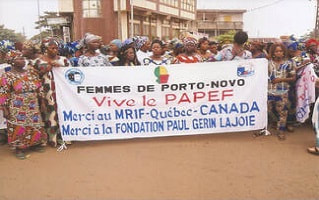 FEMMES DE PORTO-NOVO
Vive le PAPEF
Merci au MRIF-Québec-CANADA
Merci à la FONDATION PAUL GERIN LAJOIE